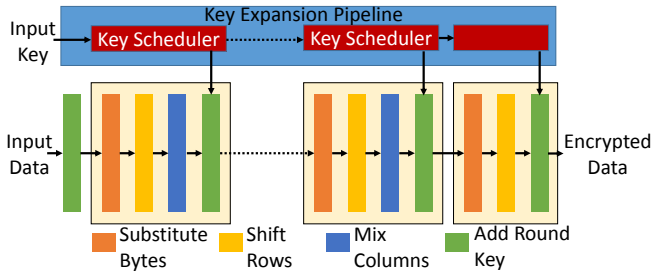 Key Expansion Pipeline
Input
Key
Key Scheduler
Key Scheduler
Input
Data
Encrypted
Data
Substitute
Bytes
Shift
Rows
Mix
Columns
Add Round
Key